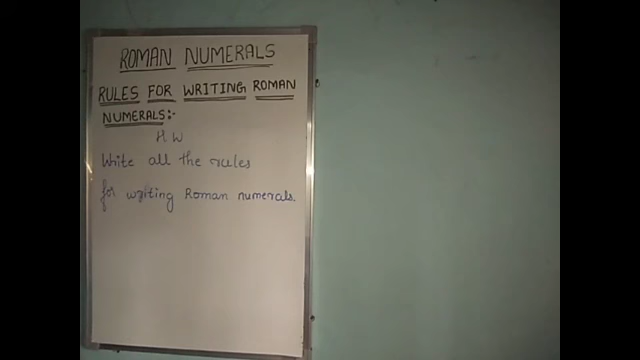 ROMAN NUMERALS
RULES FOR WRITING ROMAN
NUMERALS:-
H W
Write all the rules
for writing Roman numerals.